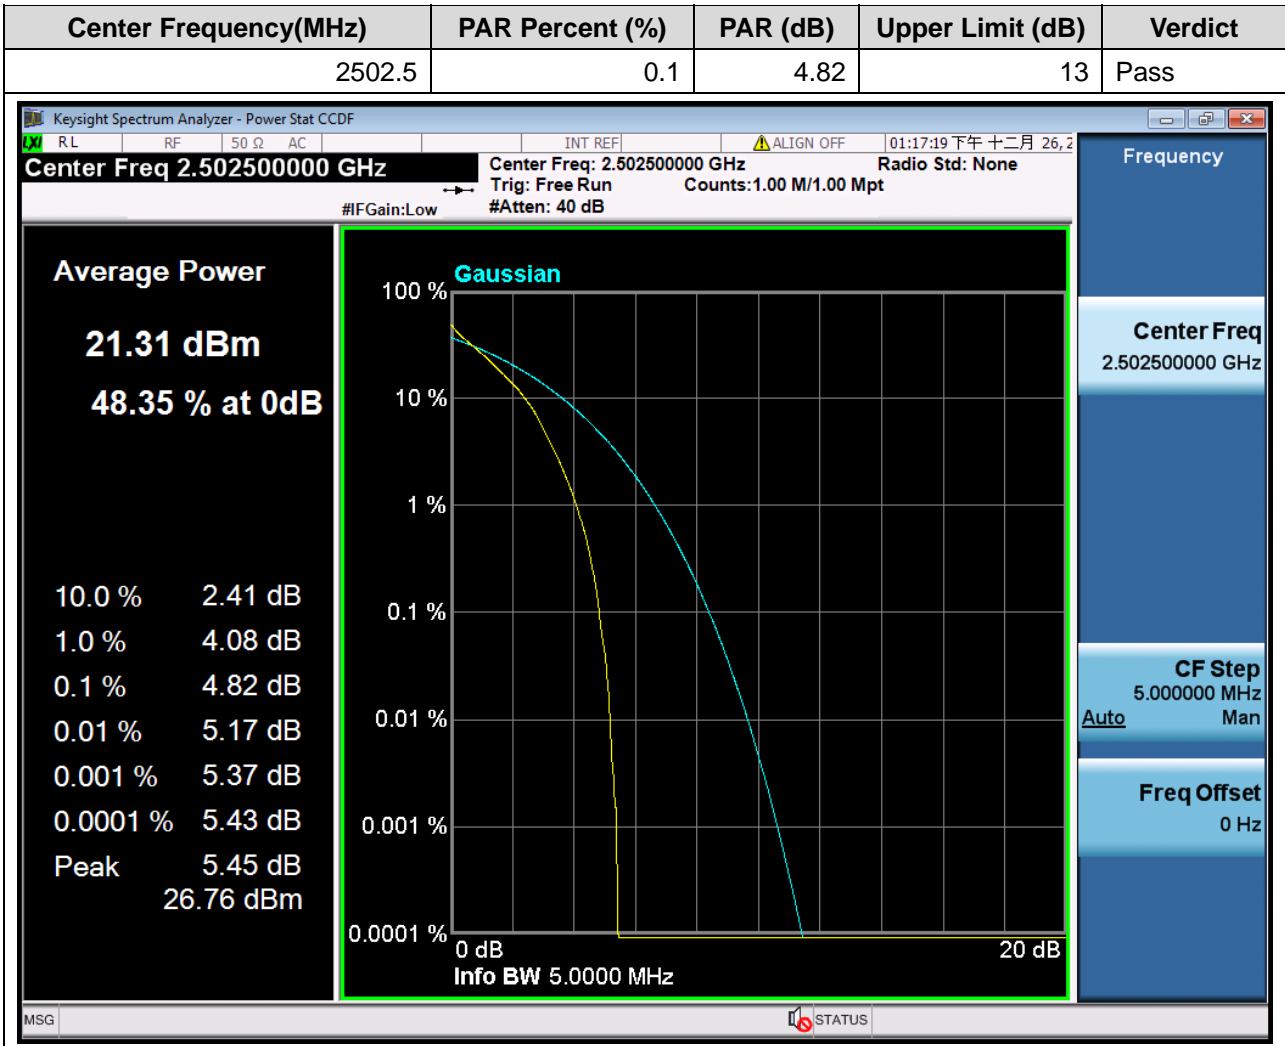 Center Frequency(MHz) PAR Percent (%) PAR (dB) Upper Limit (dB) Verdict
2502.5 0.1 4.82 13 Pass
Keysight Spectrum Analyzer - Power Stat CCDF
LXI RL RF 50 Ω AC INT REF ALIGN OFF 01:17:19 下午 十二月 26, 2
Center Freq 2.502500000 GHz
Center Freq: 2.502500000 GHz Radio Std: None
Trig: Free Run Counts:1.00 M/1.00 Mpt
#IFGain:Low #Atten: 40 dB
Frequency
Average Power
21.31 dBm
48.35 % at 0dB
10.0 % 2.41 dB
1.0 % 4.08 dB
0.1 % 4.82 dB
0.01 % 5.17 dB
0.001 % 5.37 dB
0.0001 % 5.43 dB
Peak 5.45 dB
26.76 dBm
Gaussian
100 %
10 %
1 %
0.1 %
0.01 %
0.001 %
0.0001 %
0 dB 20 dB
Info BW 5.0000 MHz
Center Freq
2.502500000 GHz
CF Step
5.000000 MHz
Auto Man
Freq Offset
0 Hz
MSG STATUS